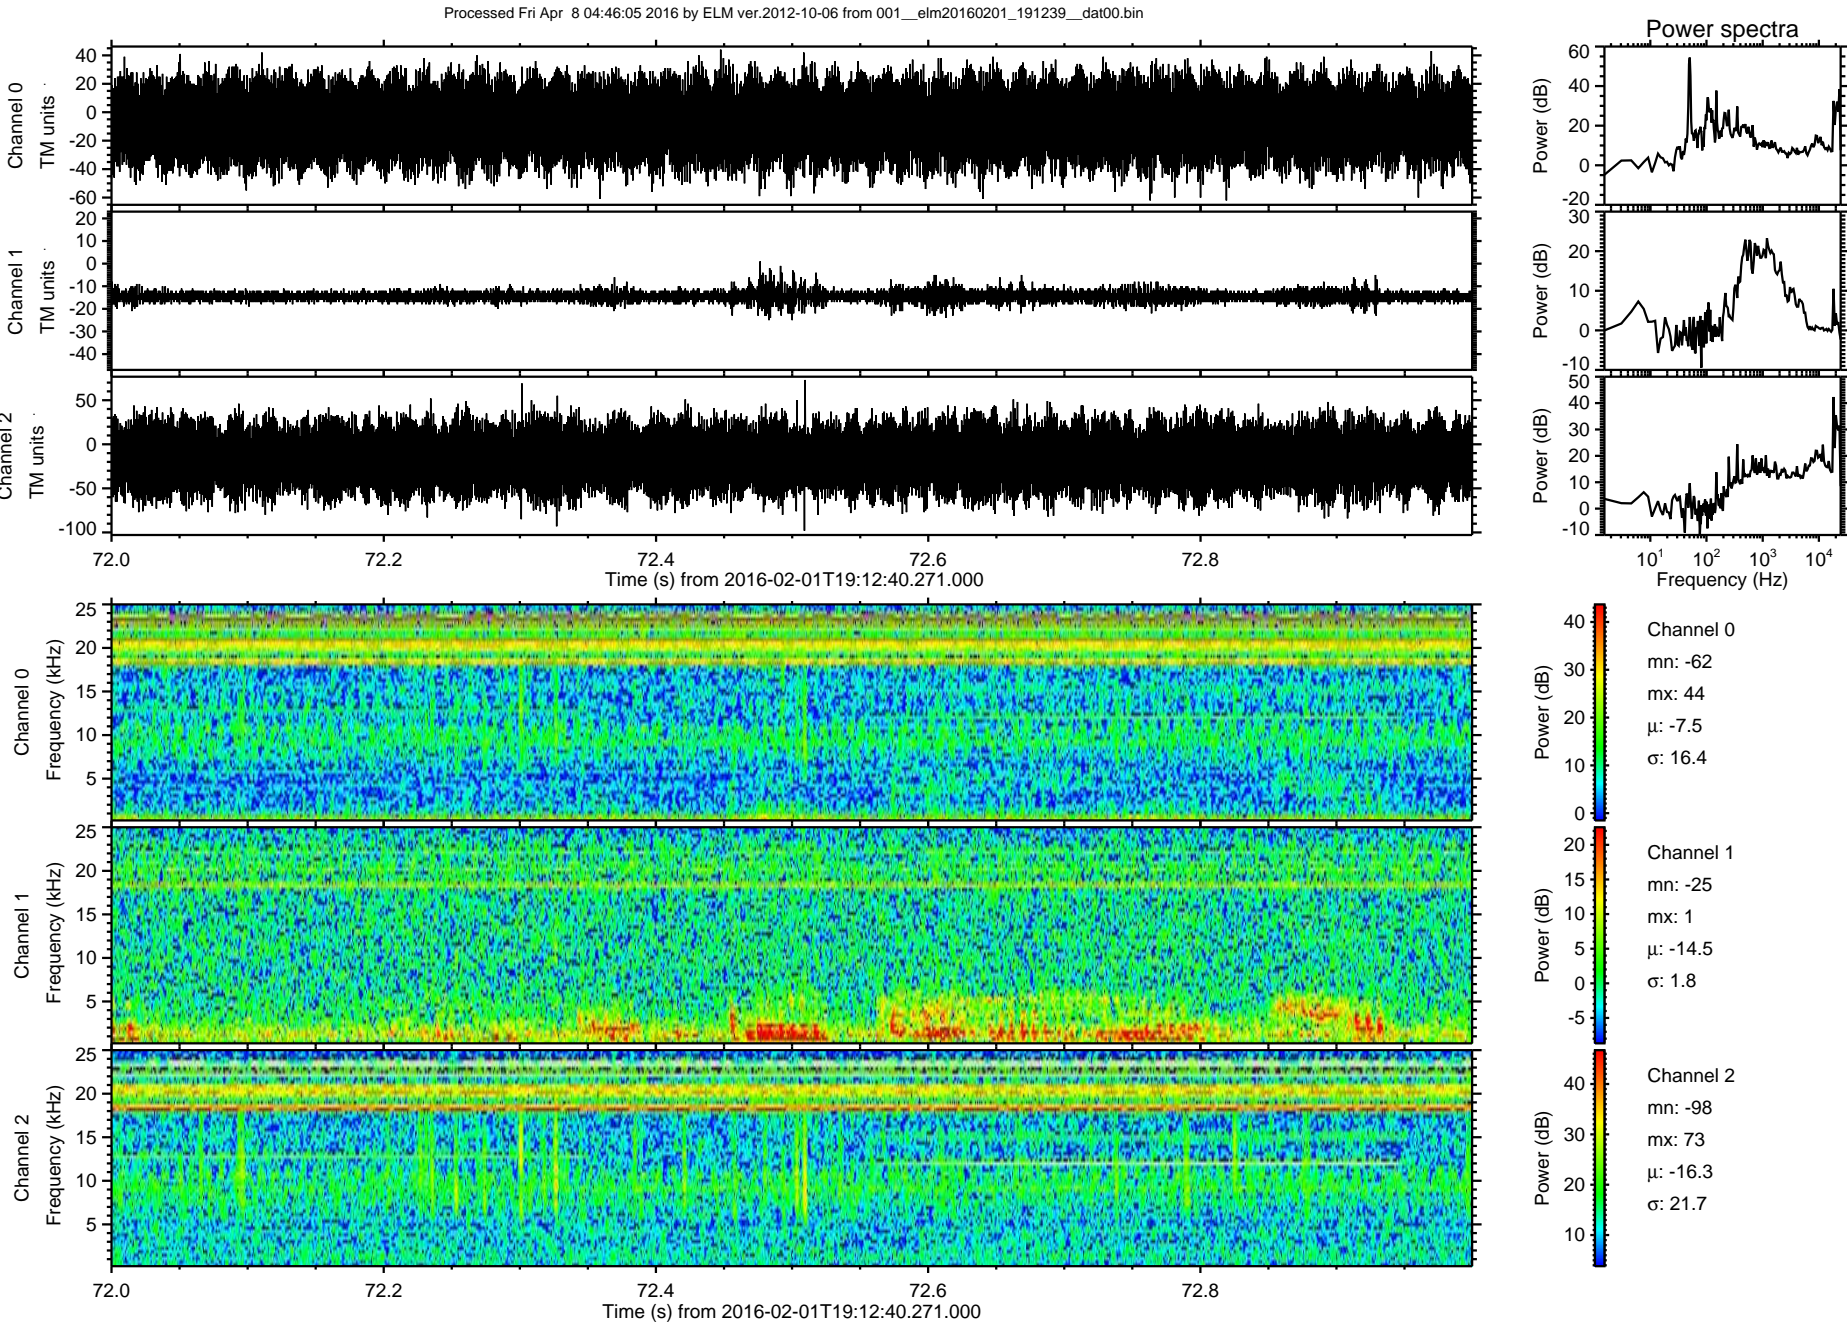 Processed Fri Apr  8 04:46:05 2016 by ELM ver.2012-10-06 from 001__elm20160201_191239__dat00.bin
Power spectra
Channel 0
TM units
40
20
0
-20
-40
-60
Power (dB)
60
40
20
0
-20
Channel 1
TM units
20
10
0
-10
-20
-30
-40
Power (dB)
30
20
10
0
-10
Channel 2
TM units
50
0
-50
-100
Power (dB)
50
40
30
20
10
0
-10
72.0 72.2 72.4 72.6 72.8
Time (s) from 2016-02-01T19:12:40.271.000
10¹ 10² 10³ 10⁴
Frequency (Hz)
Channel 0
Frequency (kHz)
25
20
15
10
5
Power (dB)
40
30
20
10
0
Channel 0
mn: -62
mx: 44
μ: -7.5
σ: 16.4
Channel 1
Frequency (kHz)
25
20
15
10
5
Power (dB)
20
15
10
5
0
-5
Channel 1
mn: -25
mx: 1
μ: -14.5
σ: 1.8
Channel 2
Frequency (kHz)
25
20
15
10
5
Power (dB)
40
30
20
10
Channel 2
mn: -98
mx: 73
μ: -16.3
σ: 21.7
72.0 72.2 72.4 72.6 72.8
Time (s) from 2016-02-01T19:12:40.271.000